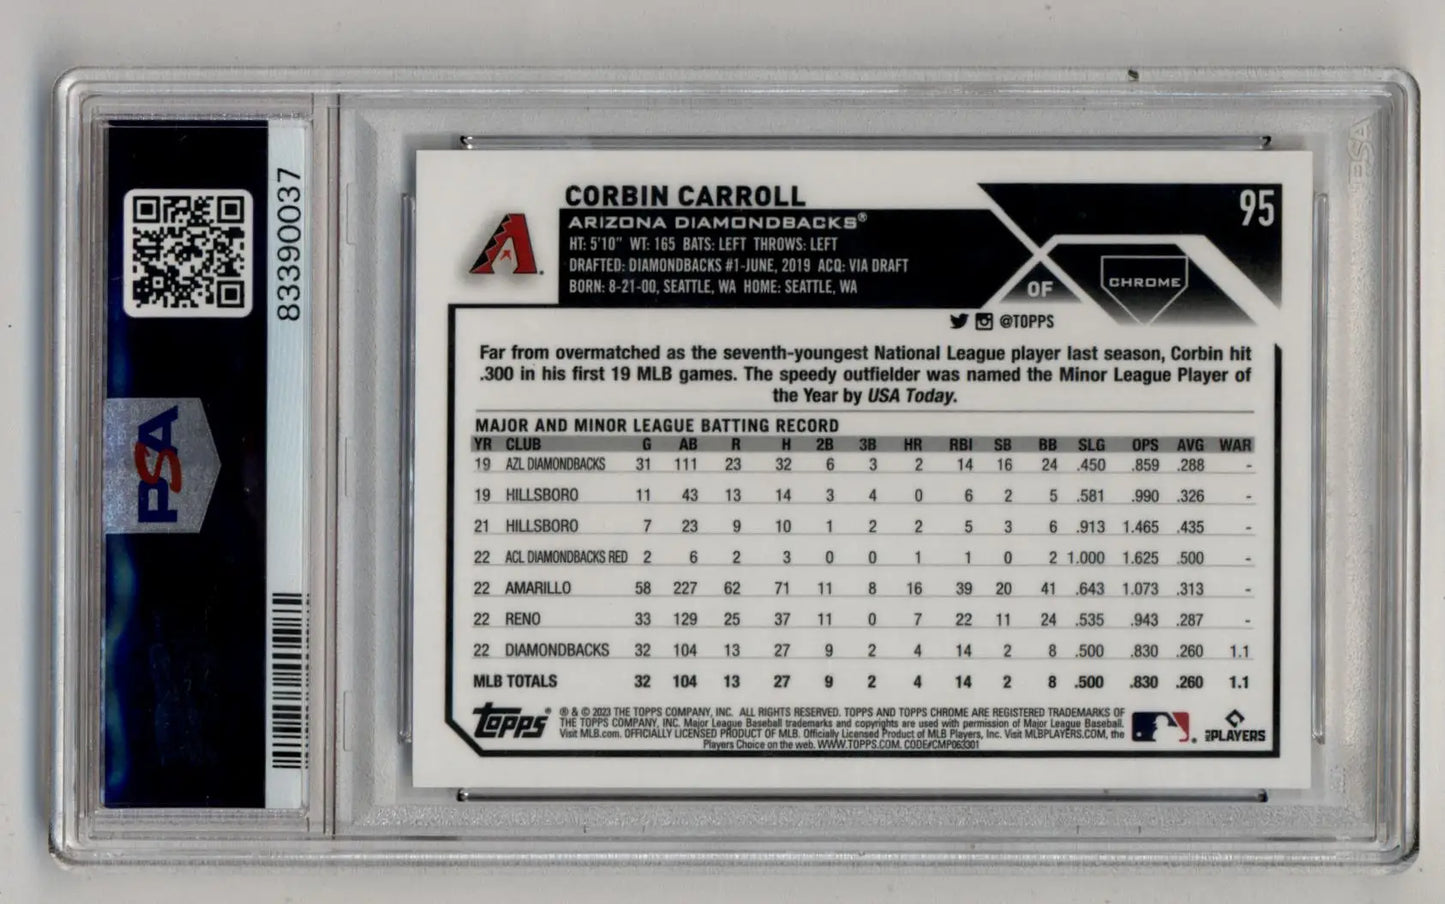 83390037
PSA
CORBIN CARROLL
95
ARIZONA DIAMONDBACKS®
HT: 5'10" WT: 165 BATS: LEFT THROWS: LEFT
DRAFTED: DIAMONDBACKS #1-JUNE, 2019 ACQ: VIA DRAFT
BORN: 8-21-00, SEATTLE, WA HOME: SEATTLE, WA
OF
CHROME
@TOPPS
Far from overmatched as the seventh-youngest National League player last season, Corbin hit
.300 in his first 19 MLB games. The speedy outfielder was named the Minor League Player of
the Year by USA Today.
MAJOR AND MINOR LEAGUE BATTING RECORD
YR CLUB G AB R H 2B 3B HR RBI SB BB SLG OPS AVG WAR
19 AZL DIAMONDBACKS 31 111 23 32 6 3 2 14 16 24 .450 .859 .288 -
19 HILLSBORO 11 43 13 14 3 4 0 6 2 5 .581 .990 .326 -
21 HILLSBORO 7 23 9 10 1 2 2 5 3 6 .913 1.465 .435 -
22 ACL DIAMONDBACKS RED 2 6 2 3 0 0 1 1 0 2 1.000 1.625 .500 -
22 AMARILLO 58 227 62 71 11 8 16 39 20 41 .643 1.073 .313 -
22 RENO 33 129 25 37 11 0 7 22 11 24 .535 .943 .287 -
22 DIAMONDBACKS 32 104 13 27 9 2 4 14 2 8 .500 .830 .260 1.1
MLB TOTALS 32 104 13 27 9 2 4 14 2 8 .500 .830 .260 1.1
topps®
® & © 2023 THE TOPPS COMPANY, INC. ALL RIGHTS RESERVED. TOPPS AND TOPPS CHROME ARE REGISTERED TRADEMARKS OF
THE TOPPS COMPANY, INC. Major League Baseball trademarks and copyrights are used with permission of Major League Baseball.
Visit MLB.com. OFFICIALLY LICENSED PRODUCT OF MLB. Officially Licensed Product of MLB Players, Inc. Visit MLBPLAYERS.COM, the
Players Choice on the web. WWW.TOPPS.COM. CODE#CMP063301
PLAYERS
PSA